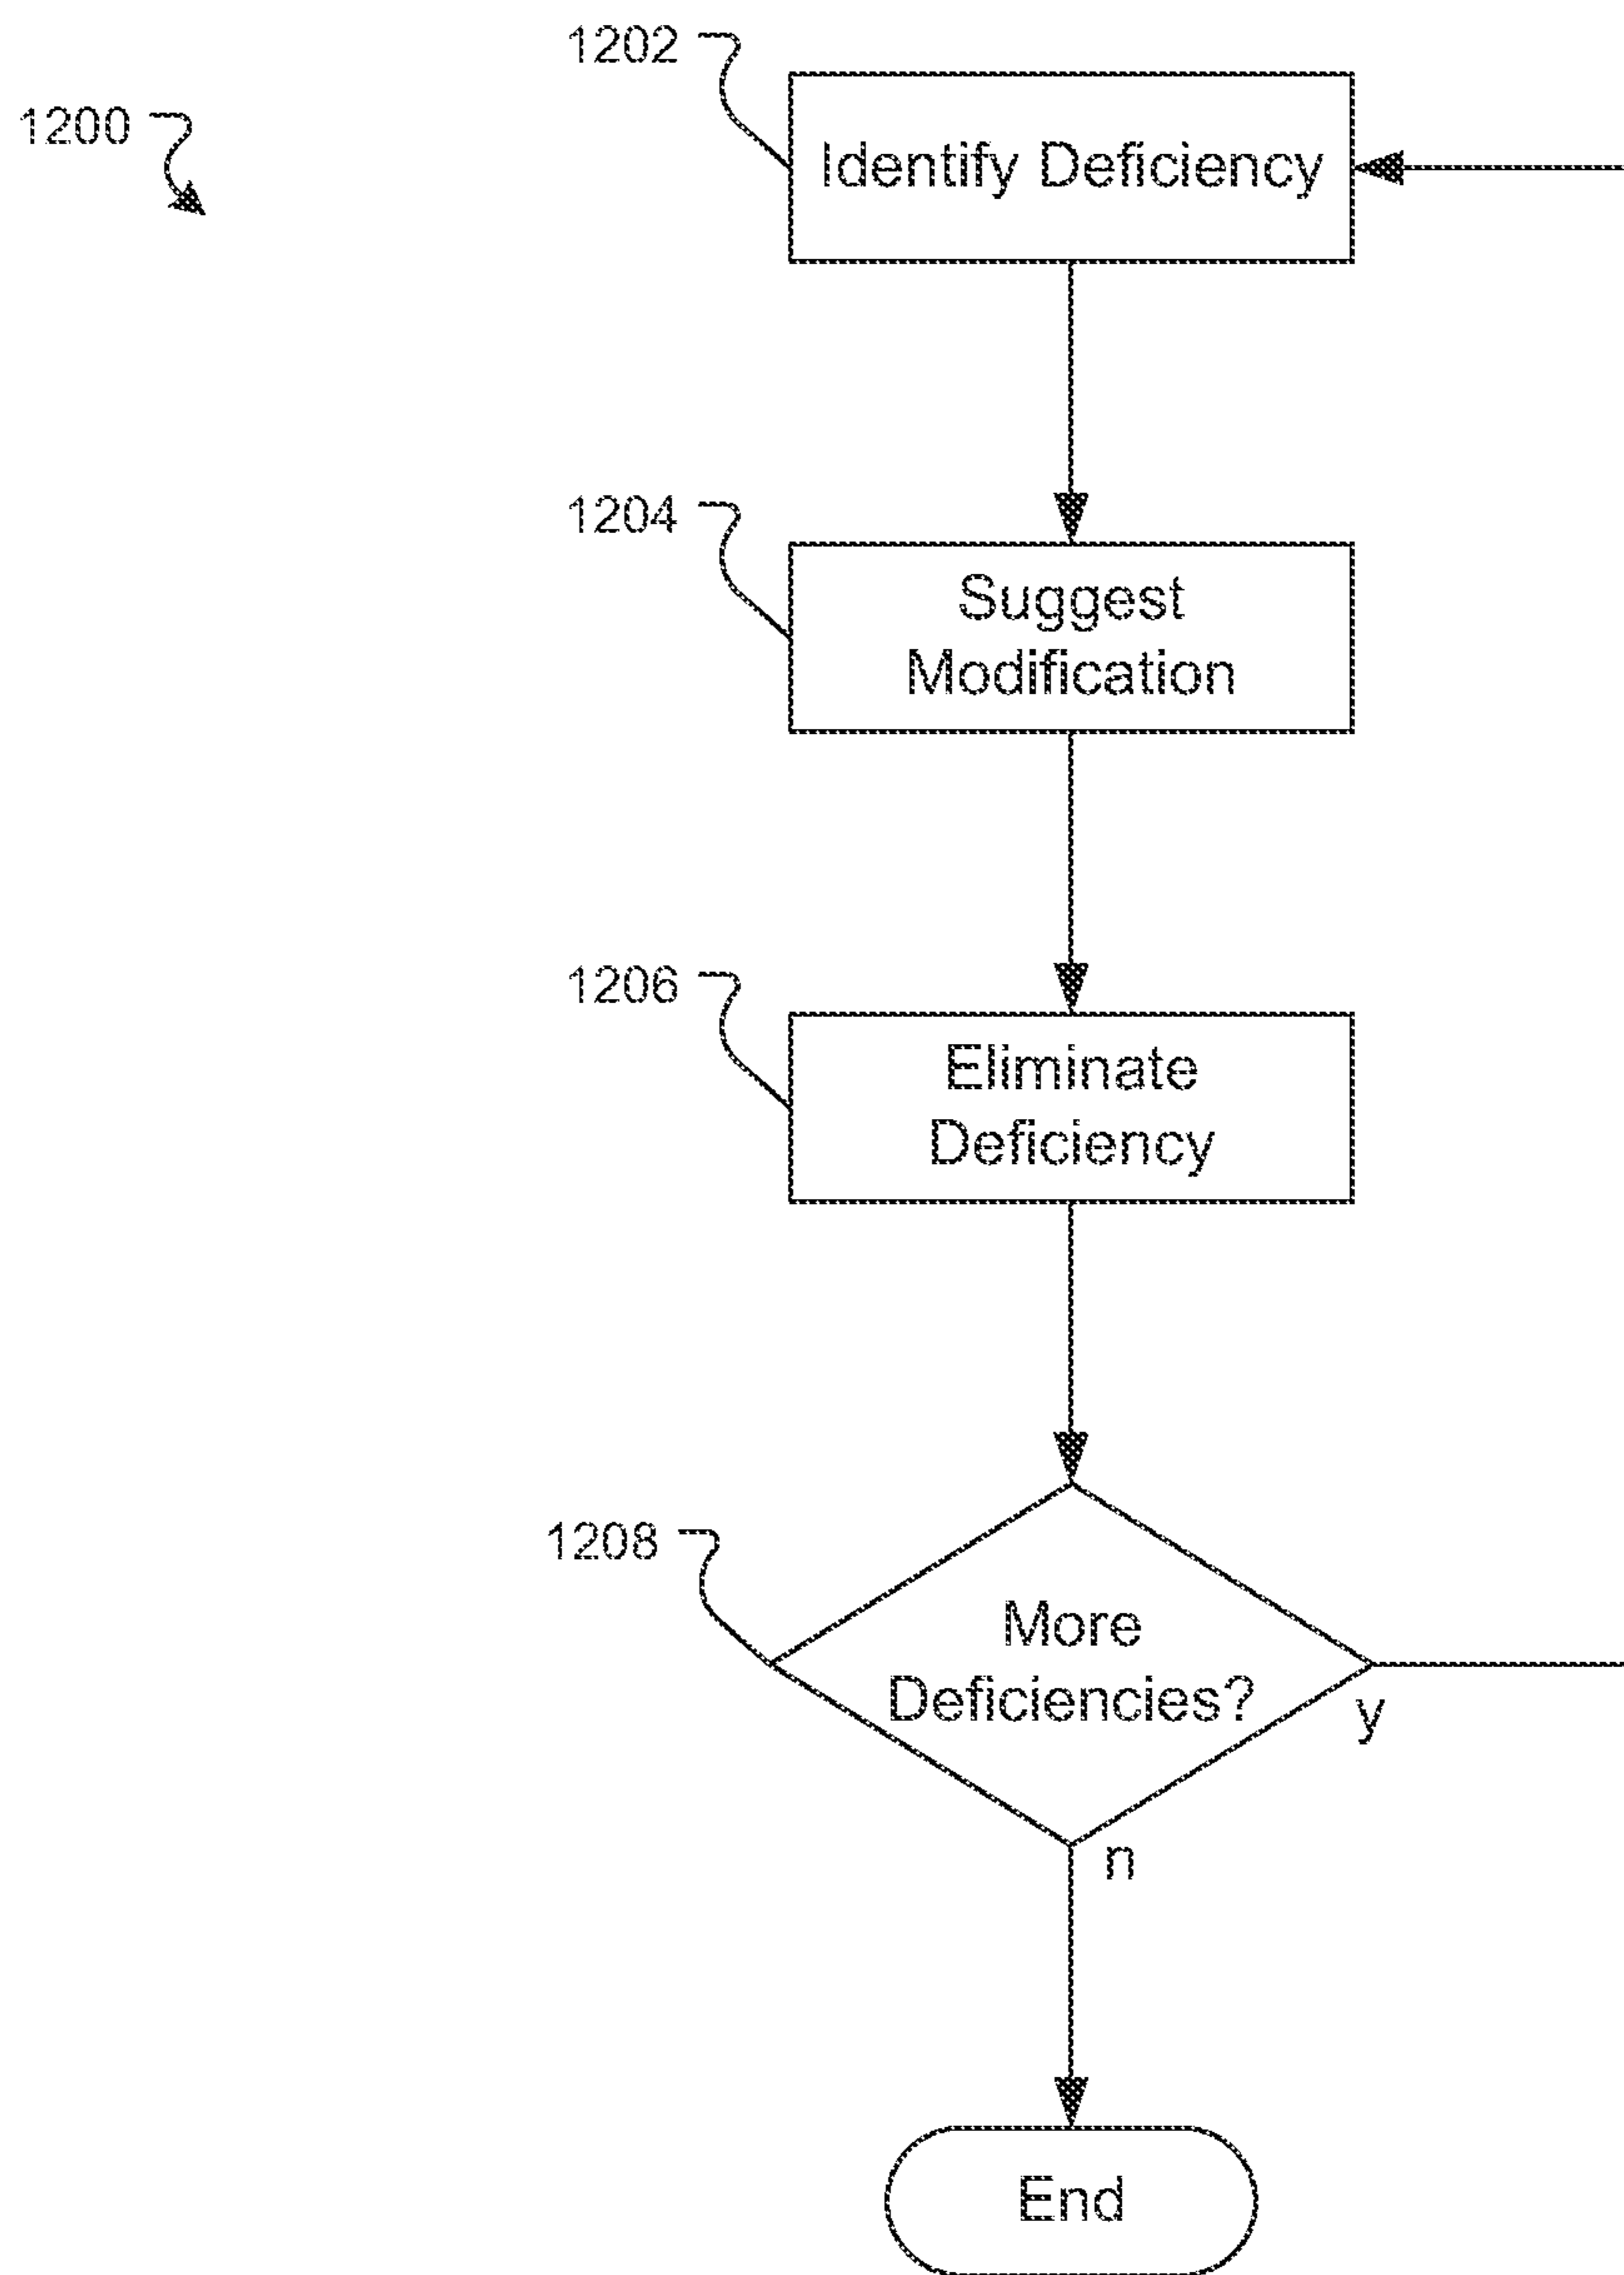 1202
1200
Identify Deficiency
1204
Suggest
Modification
1206
Eliminate
Deficiency
1208
More
Deficiencies?
y
n
End